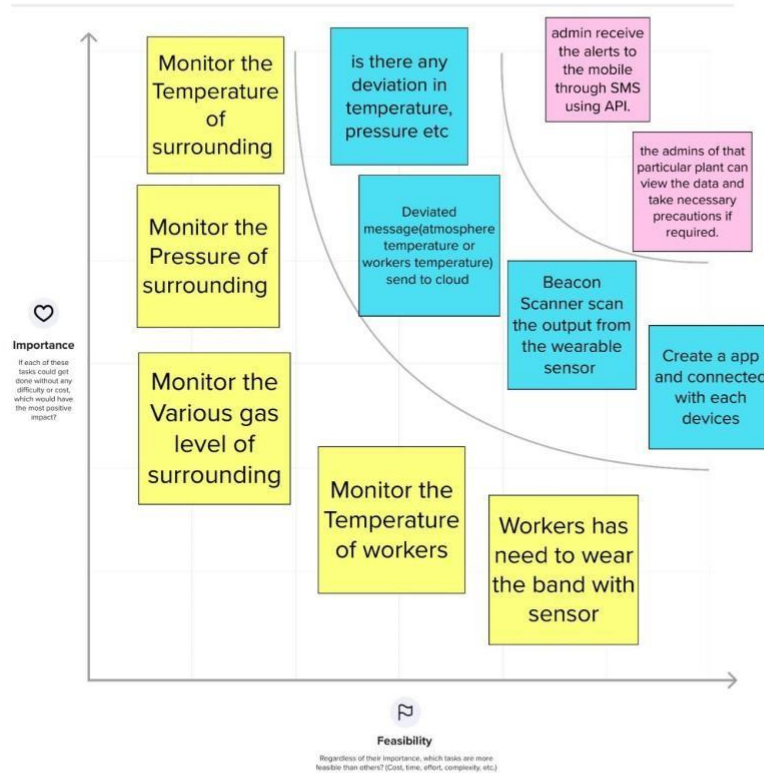 Monitor the
Temperature
of
surrounding
is there any
deviation in
temperature,
pressure etc
admin receive
the alerts to
the mobile
through SMS
using API.
the admins of that
particular plant can
view the data and
take necessary
precautions if
required.
Monitor the
Pressure of
surrounding
Deviated
message(atmosphere
temperature or
workers temperature)
send to cloud
Beacon
Scanner scan
the output from
the wearable
sensor
Create a app
and connected
with each
devices
Importance
If each of these
tasks could get
done without any
difficulty or cost,
which would have
the most positive
impact?
Monitor the
Various gas
level of
surrounding
Monitor the
Temperature
of workers
Workers has
need to wear
the band with
sensor
Feasibility
Regardless of their importance, which tasks are more
feasible than others? (Cost, time, effort, complexity, etc.)